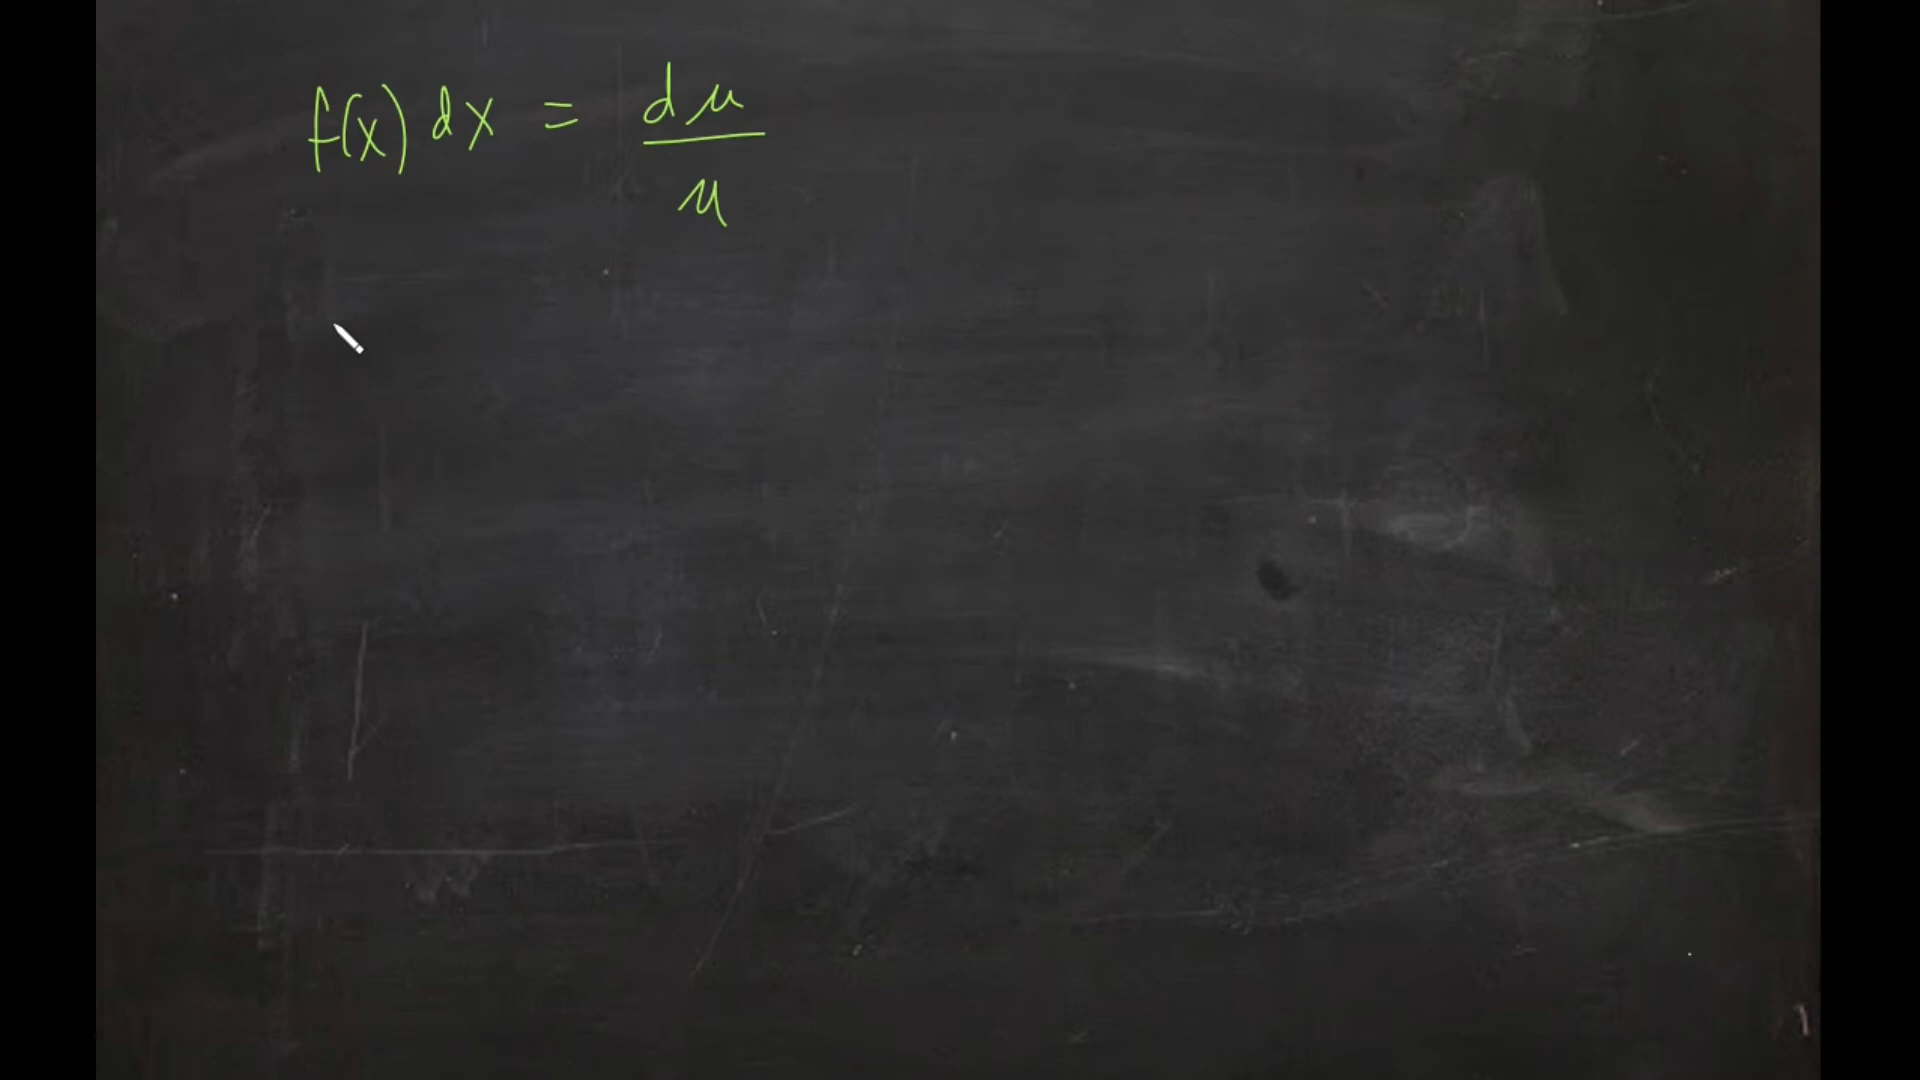 f(x) dx = du/u